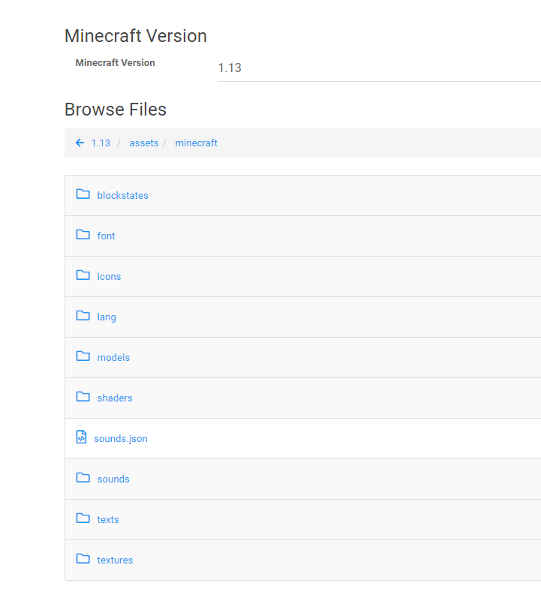 Minecraft Version
Minecraft Version 1.13
Browse Files
1.13 / assets / minecraft
blockstates
font
icons
lang
models
shaders
sounds.json
sounds
texts
textures